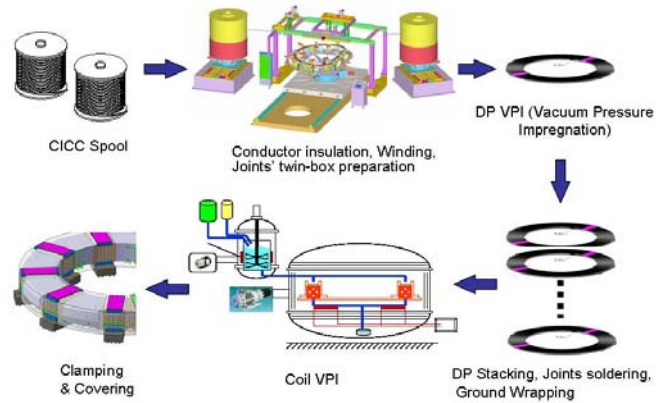 CICC Spool
Conductor insulation, Winding,
Joints' twin-box preparation
DP VPI (Vacuum Pressure
Impregnation)
DP Stacking, Joints soldering,
Ground Wrapping
Coil VPI
Clamping
& Covering